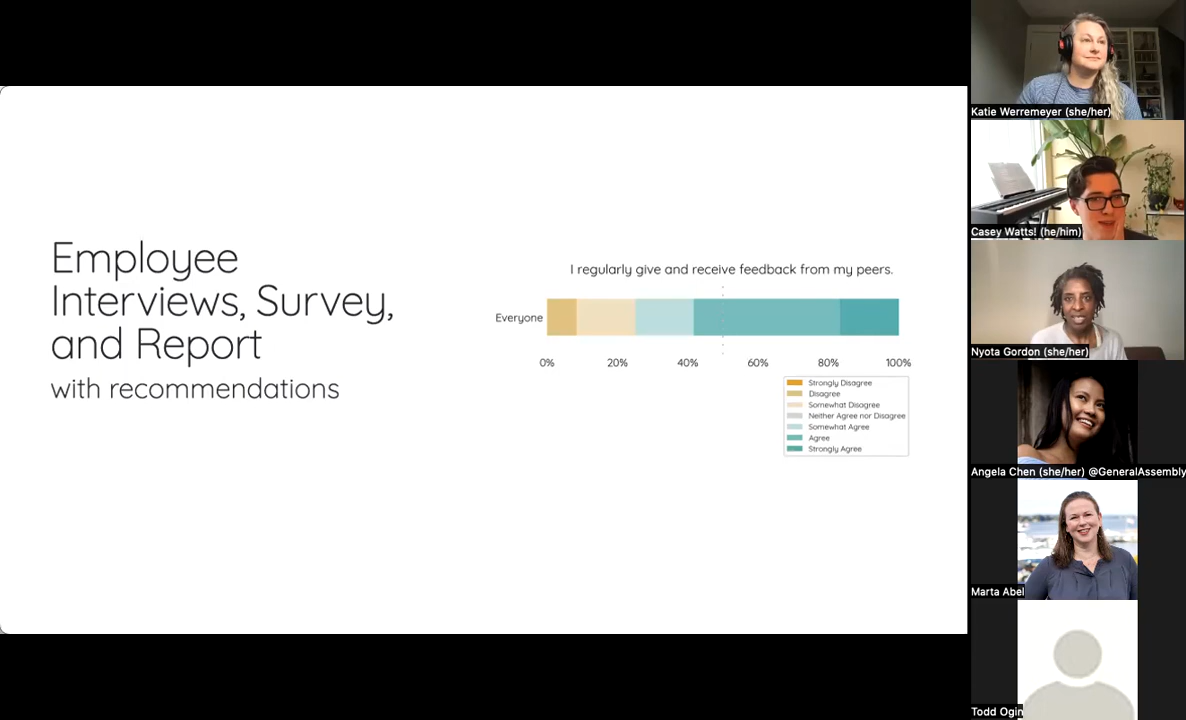 Employee
Interviews, Survey,
and Report
with recommendations
I regularly give and receive feedback from my peers.
Everyone
0%
20%
40%
60%
80%
100%
Strongly Disagree
Disagree
Somewhat Disagree
Neither Agree nor Disagree
Somewhat Agree
Agree
Strongly Agree
Katie Werremeyer (she/her)
Casey Watts! (he/him)
Nyota Gordon (she/her)
Angela Chen (she/her) @GeneralAssembly
Marta Abel
Todd Ogin